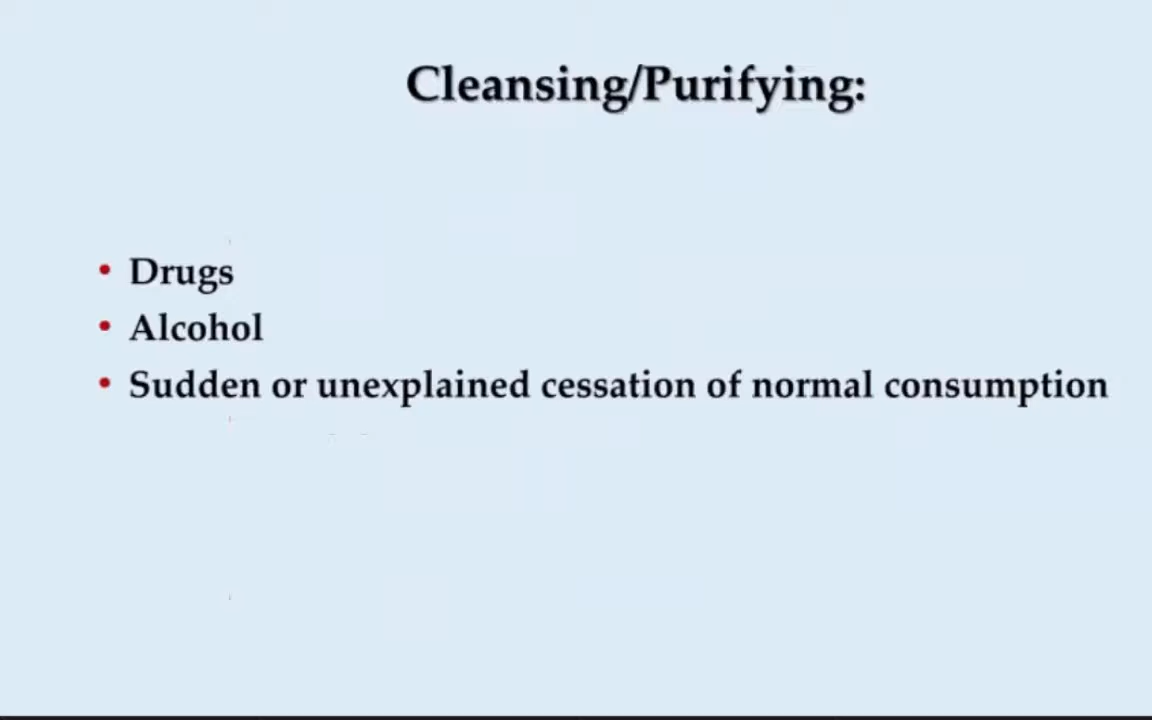 Cleansing/Purifying:
• Drugs
• Alcohol
• Sudden or unexplained cessation of normal consumption